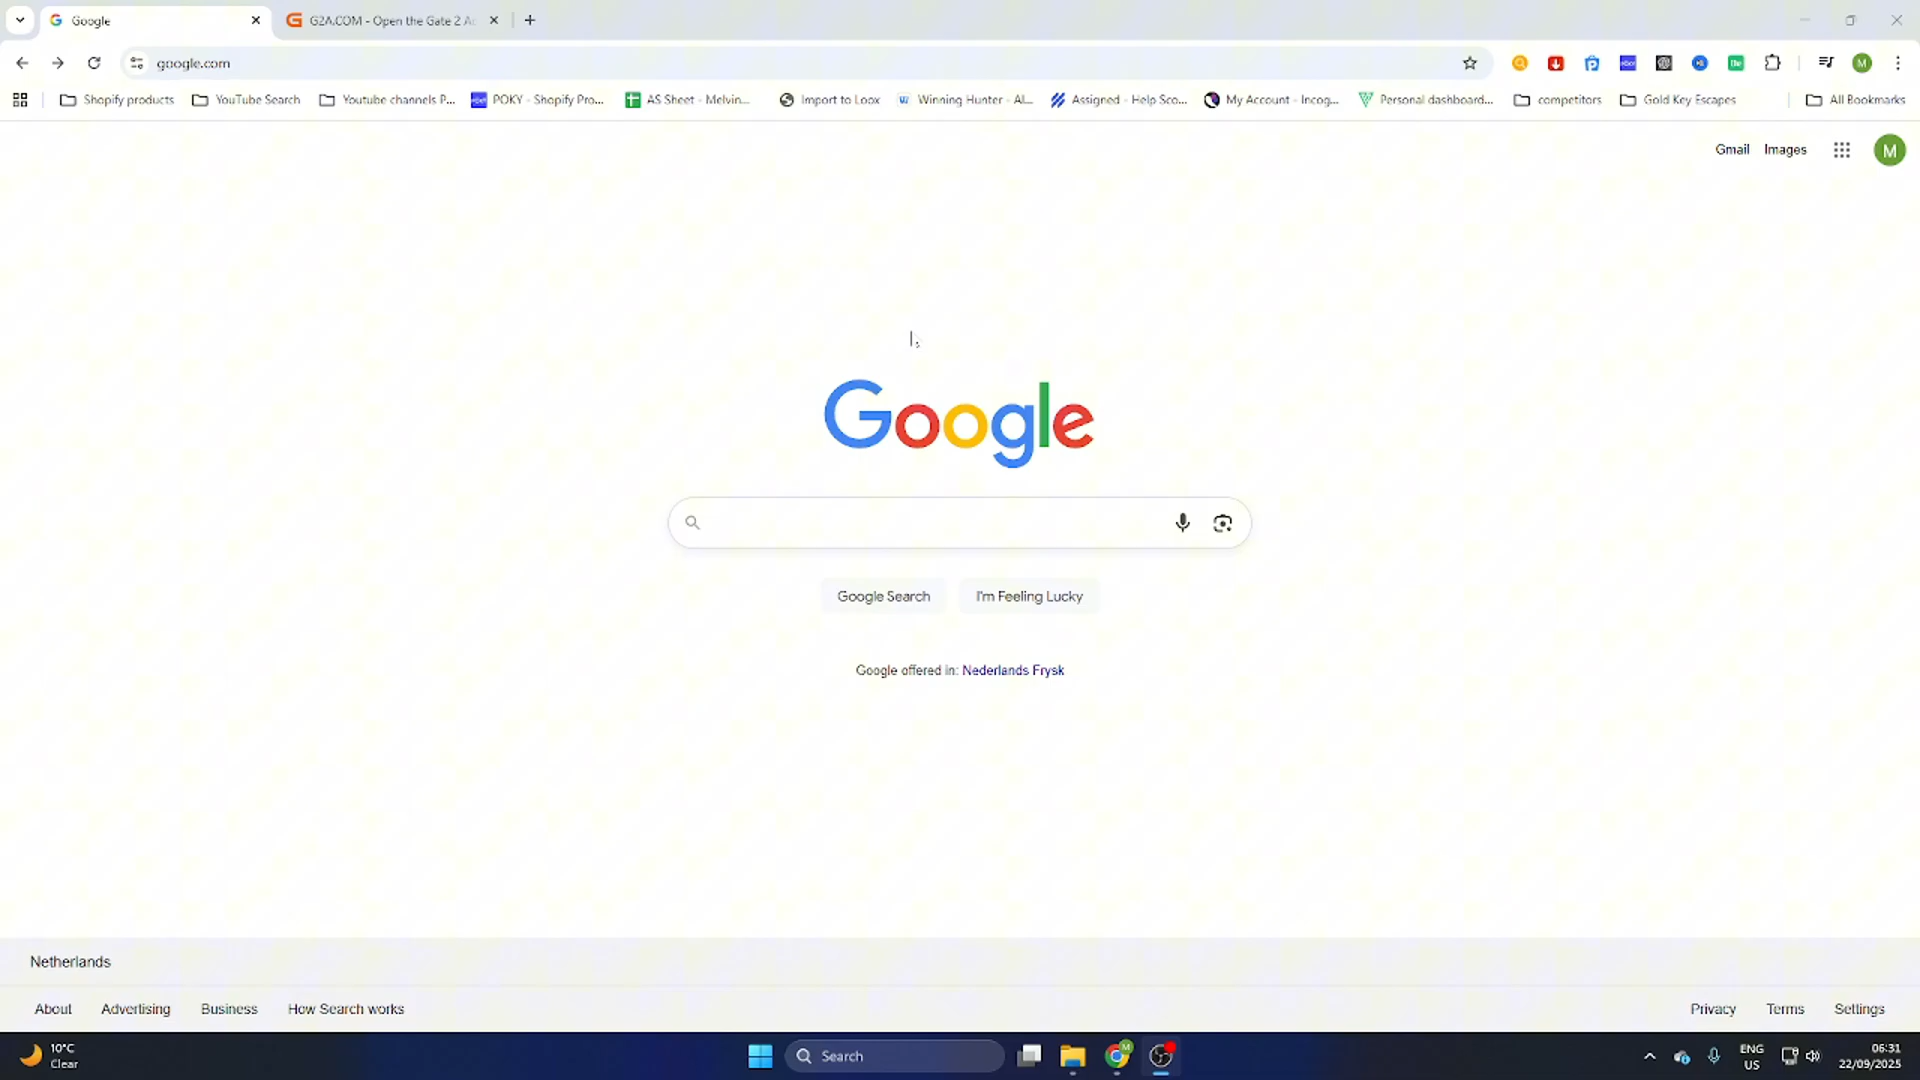 Google
G2A.COM - Open the Gate 2 Ac
google.com
Shopify products
YouTube Search
Youtube channels P...
POKY - Shopify Pro...
AS Sheet - Melvin...
Import to Loox
Winning Hunter - AI...
Assigned - Help Sco...
My Account - Incog...
Personal dashboard...
competitors
Gold Key Escapes
All Bookmarks
Gmail
Images
M
Google
Google Search
I'm Feeling Lucky
Google offered in: Nederlands Frysk
Netherlands
About
Advertising
Business
How Search works
Privacy
Terms
Settings
10°C
Clear
Search
ENG
US
06:31
22/09/2025